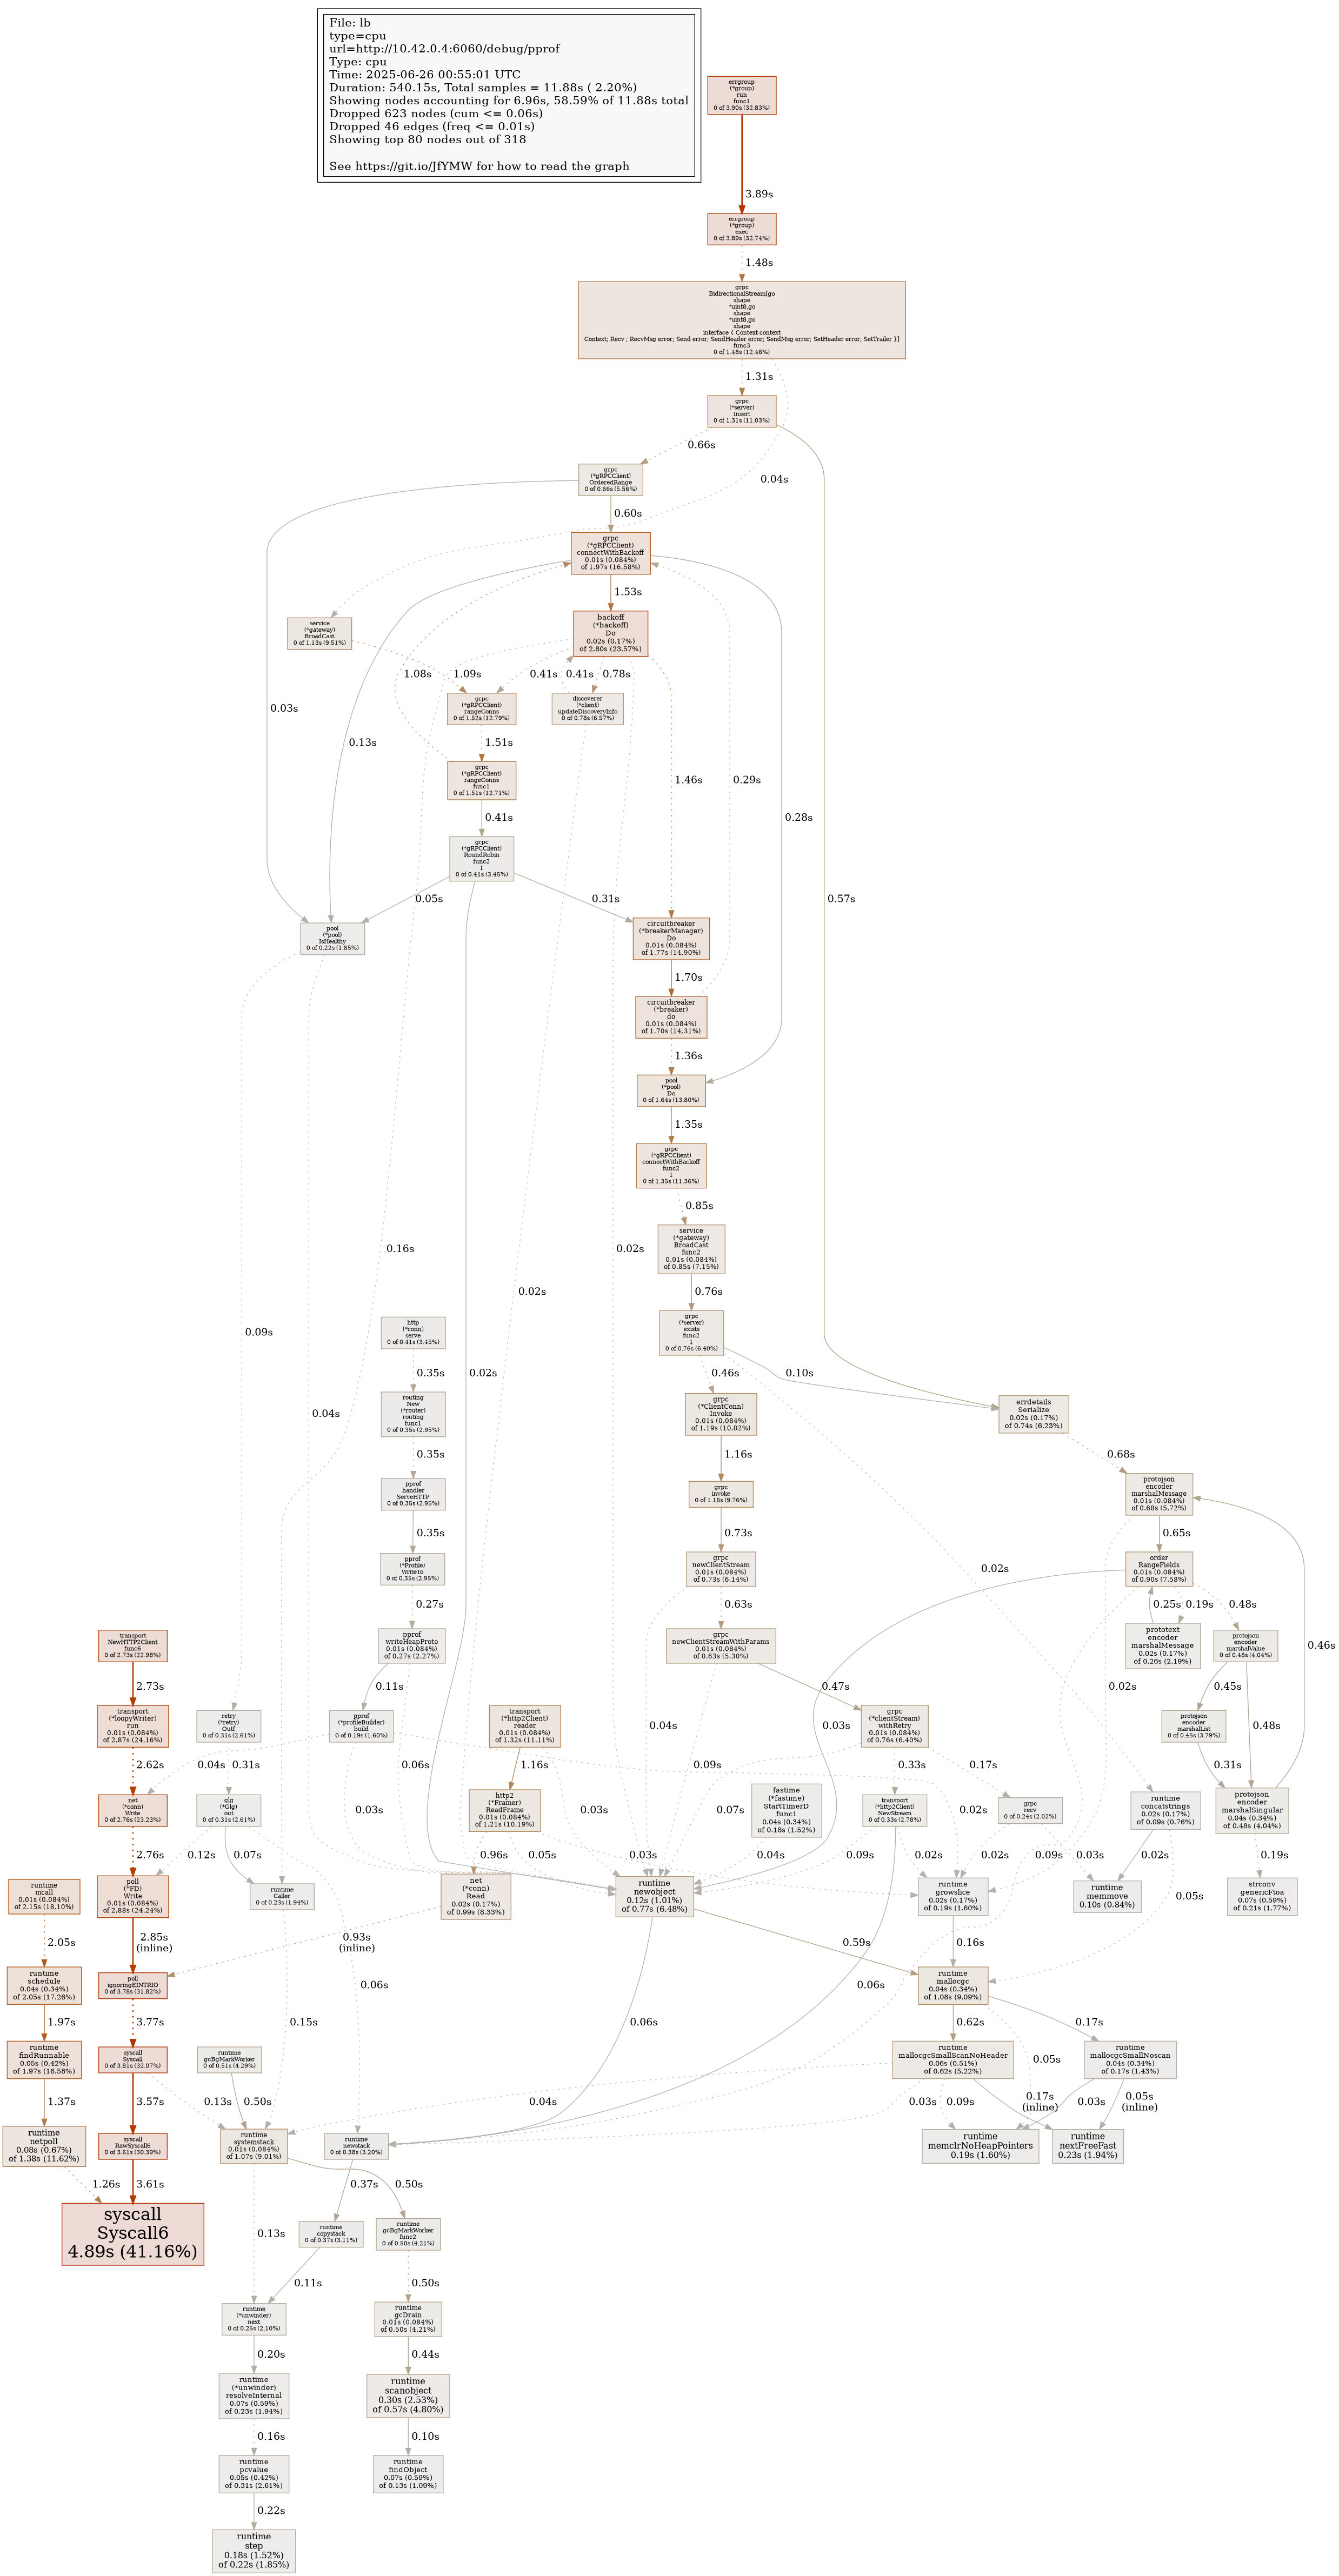 File: lb
type=cpu
url=http://10.42.0.4:6060/debug/pprof
Type: cpu
Time: 2025-06-26 00:55:01 UTC
Duration: 540.15s, Total samples = 11.88s ( 2.20%)
Showing nodes accounting for 6.96s, 58.59% of 11.88s total
Dropped 623 nodes (cum <= 0.06s)
Dropped 46 edges (freq <= 0.01s)
Showing top 80 nodes out of 318
See https://git.io/JfYMW for how to read the graph
errgroup
(*group)
run
func1
0 of 3.90s (32.83%)
3.89s
errgroup
(*group)
exec
0 of 3.89s (32.74%)
1.48s
grpc
BidirectionalStream[go
shape
*uint8,go
shape
*uint8,go
shape
interface { Context context
Context; Recv ; RecvMsg error; Send error; SendHeader error; SendMsg error; SetHeader error; SetTrailer }]
func3
0 of 1.48s (12.46%)
1.31s
grpc
(*server)
Insert
0 of 1.31s (11.03%)
0.66s
0.04s
grpc
(*gRPCClient)
OrderedRange
0 of 0.66s (5.56%)
0.60s
grpc
(*gRPCClient)
connectWithBackoff
0.01s (0.084%)
of 1.97s (16.58%)
1.53s
service
(*gateway)
BroadCast
0 of 1.13s (9.51%)
backoff
(*backoff)
Do
0.02s (0.17%)
of 2.80s (23.57%)
1.08s
1.09s
0.41s
0.41s
0.78s
grpc
(*gRPCClient)
rangeConns
0 of 1.52s (12.79%)
discoverer
(*client)
updateDiscoveryInfo
0 of 0.78s (6.57%)
0.03s
0.13s
1.51s
1.46s
0.29s
0.28s
grpc
(*gRPCClient)
rangeConns
func1
0 of 1.51s (12.71%)
0.41s
grpc
(*gRPCClient)
RoundRobin
func2
1
0 of 0.41s (3.45%)
0.05s
0.31s
0.57s
pool
(*pool)
IsHealthy
0 of 0.22s (1.85%)
circuitbreaker
(*breakerManager)
Do
0.01s (0.084%)
of 1.77s (14.90%)
1.70s
circuitbreaker
(*breaker)
do
0.01s (0.084%)
of 1.70s (14.31%)
1.36s
pool
(*pool)
Do
0 of 1.64s (13.80%)
1.35s
grpc
(*gRPCClient)
connectWithBackoff
func2
1
0 of 1.35s (11.36%)
0.85s
0.16s
0.02s
0.02s
service
(*gateway)
BroadCast
func2
0.01s (0.084%)
of 0.85s (7.15%)
0.76s
http
(*conn)
serve
0 of 0.41s (3.45%)
grpc
(*server)
exists
func2
1
0 of 0.76s (6.40%)
0.09s
0.35s
0.02s
0.46s
0.10s
routing
New
(*router)
routing
func1
0 of 0.35s (2.95%)
grpc
(*ClientConn)
Invoke
0.01s (0.084%)
of 1.19s (10.02%)
errdetails
Serialize
0.02s (0.17%)
of 0.74s (6.23%)
0.04s
0.35s
1.16s
0.68s
pprof
handler
ServeHTTP
0 of 0.35s (2.95%)
grpc
invoke
0 of 1.16s (9.76%)
protojson
encoder
marshalMessage
0.01s (0.084%)
of 0.68s (5.72%)
0.35s
0.73s
0.65s
pprof
(*Profile)
WriteTo
0 of 0.35s (2.95%)
grpc
newClientStream
0.01s (0.084%)
of 0.73s (6.14%)
0.02s
order
RangeFields
0.01s (0.084%)
of 0.90s (7.58%)
0.27s
0.63s
0.25s
0.19s
0.48s
transport
NewHTTP2Client
func6
0 of 2.73s (22.98%)
pprof
writeHeapProto
0.01s (0.084%)
of 0.27s (2.27%)
grpc
newClientStreamWithParams
0.01s (0.084%)
of 0.63s (5.30%)
prototext
encoder
marshalMessage
0.02s (0.17%)
of 0.26s (2.19%)
protojson
encoder
marshalValue
0 of 0.48s (4.04%)
0.46s
2.73s
0.11s
0.47s
0.02s
0.45s
transport
(*loopyWriter)
run
0.01s (0.084%)
of 2.87s (24.16%)
retry
(*retry)
Outf
0 of 0.31s (2.61%)
pprof
(*profileBuilder)
build
0 of 0.19s (1.60%)
transport
(*http2Client)
reader
0.01s (0.084%)
of 1.32s (11.11%)
0.04s
0.03s
grpc
(*clientStream)
withRetry
0.01s (0.084%)
of 0.76s (6.40%)
protojson
encoder
marshalList
0 of 0.45s (3.79%)
0.48s
2.62s
0.04s
0.31s
0.06s
1.16s
0.09s
0.33s
0.17s
0.31s
net
(*conn)
Write
0 of 2.76s (23.23%)
glg
(*Glg)
out
0 of 0.31s (2.61%)
http2
(*Framer)
ReadFrame
0.01s (0.084%)
of 1.21s (10.19%)
fastime
(*fastime)
StartTimerD
func1
0.04s (0.34%)
of 0.18s (1.52%)
transport
(*http2Client)
NewStream
0 of 0.33s (2.78%)
grpc
recv
0 of 0.24s (2.02%)
runtime
concatstrings
0.02s (0.17%)
of 0.09s (0.76%)
protojson
encoder
marshalSingular
0.04s (0.34%)
of 0.48s (4.04%)
0.03s
0.03s
0.07s
0.02s
2.76s
0.12s
0.07s
0.96s
0.05s
0.03s
0.04s
0.09s
0.02s
0.02s
0.09s
0.03s
0.02s
0.19s
runtime
mcall
0.01s (0.084%)
of 2.15s (18.10%)
poll
(*FD)
Write
0.01s (0.084%)
of 2.88s (24.24%)
runtime
Caller
0 of 0.23s (1.94%)
net
(*conn)
Read
0.02s (0.17%)
of 0.99s (8.33%)
runtime
newobject
0.12s (1.01%)
of 0.77s (6.48%)
runtime
growslice
0.02s (0.17%)
of 0.19s (1.60%)
runtime
memmove
0.10s (0.84%)
strconv
genericFtoa
0.07s (0.59%)
of 0.21s (1.77%)
0.05s
2.05s
2.85s
(inline)
0.93s
(inline)
0.59s
0.16s
runtime
schedule
0.04s (0.34%)
of 2.05s (17.26%)
poll
ignoringEINTRIO
0 of 3.78s (31.82%)
0.06s
0.06s
runtime
mallocgc
0.04s (0.34%)
of 1.08s (9.09%)
1.97s
3.77s
0.15s
0.06s
0.62s
0.17s
runtime
findRunnable
0.05s (0.42%)
of 1.97s (16.58%)
syscall
Syscall
0 of 3.81s (32.07%)
runtime
gcBgMarkWorker
0 of 0.51s (4.29%)
runtime
mallocgcSmallScanNoHeader
0.06s (0.51%)
of 0.62s (5.22%)
0.05s
runtime
mallocgcSmallNoscan
0.04s (0.34%)
of 0.17s (1.43%)
1.37s
3.57s
0.13s
0.50s
0.04s
0.03s
0.09s
0.17s
(inline)
0.03s
0.05s
(inline)
runtime
netpoll
0.08s (0.67%)
of 1.38s (11.62%)
syscall
RawSyscall6
0 of 3.61s (30.39%)
runtime
systemstack
0.01s (0.084%)
of 1.07s (9.01%)
runtime
newstack
0 of 0.38s (3.20%)
runtime
memclrNoHeapPointers
0.19s (1.60%)
runtime
nextFreeFast
0.23s (1.94%)
1.26s
3.61s
0.37s
0.50s
syscall
Syscall6
4.89s (41.16%)
0.13s
runtime
copystack
0 of 0.37s (3.11%)
runtime
gcBgMarkWorker
func2
0 of 0.50s (4.21%)
0.11s
0.50s
runtime
(*unwinder)
next
0 of 0.25s (2.10%)
runtime
gcDrain
0.01s (0.084%)
of 0.50s (4.21%)
0.20s
0.44s
runtime
(*unwinder)
resolveInternal
0.07s (0.59%)
of 0.23s (1.94%)
runtime
scanobject
0.30s (2.53%)
of 0.57s (4.80%)
0.16s
0.10s
runtime
pcvalue
0.05s (0.42%)
of 0.31s (2.61%)
runtime
findObject
0.07s (0.59%)
of 0.13s (1.09%)
0.22s
runtime
step
0.18s (1.52%)
of 0.22s (1.85%)